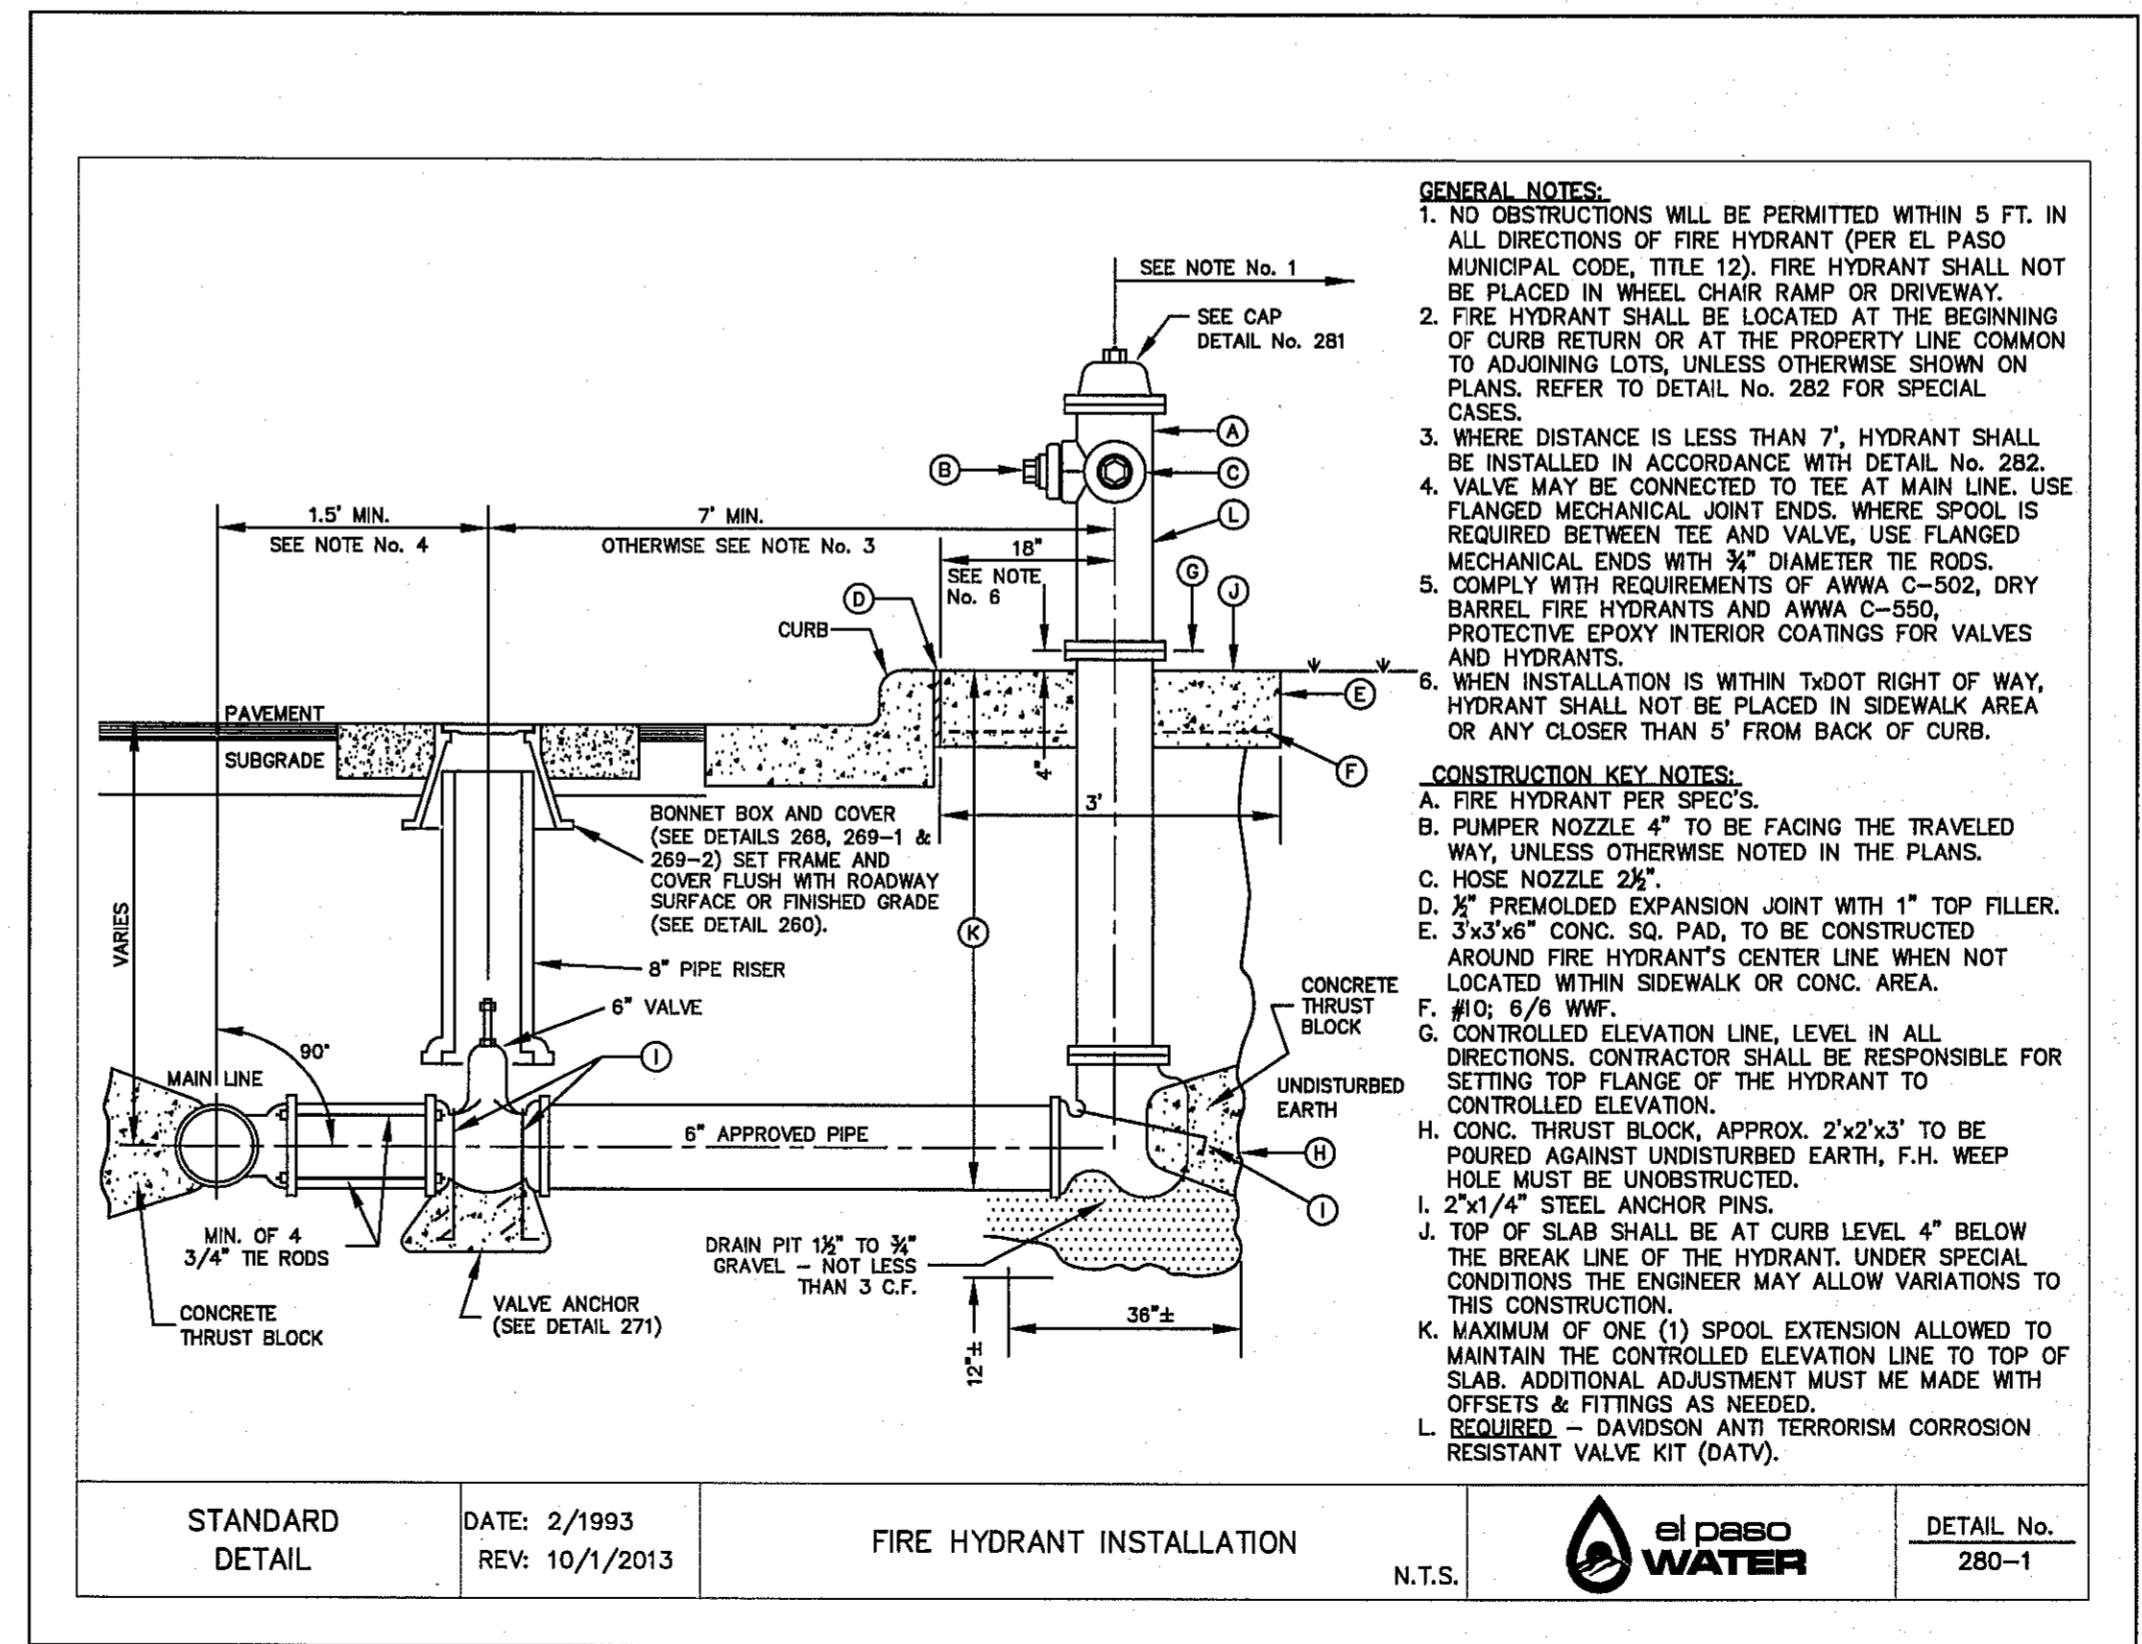 SEE NOTE No. 1
SEE CAP
DETAIL No. 281
A
B
C
L
1.5' MIN.
SEE NOTE No. 4
7' MIN.
OTHERWISE SEE NOTE No. 3
18"
SEE NOTE
No. 6
G
J
D
CURB
E
F
PAVEMENT
SUBGRADE
4"
3'
BONNET BOX AND COVER
(SEE DETAILS 268, 269-1 &
269-2) SET FRAME AND
COVER FLUSH WITH ROADWAY
SURFACE OR FINISHED GRADE
(SEE DETAIL 260).
VARIES
K
8" PIPE RISER
6" VALVE
CONCRETE
THRUST
BLOCK
90°
I
MAIN LINE
UNDISTURBED
EARTH
6" APPROVED PIPE
H
I
MIN. OF 4
3/4" TIE RODS
DRAIN PIT 1½" TO ¾"
GRAVEL – NOT LESS
THAN 3 C.F.
CONCRETE
THRUST BLOCK
VALVE ANCHOR
(SEE DETAIL 271)
12"±
36"±
GENERAL NOTES:
1. NO OBSTRUCTIONS WILL BE PERMITTED WITHIN 5 FT. IN
ALL DIRECTIONS OF FIRE HYDRANT (PER EL PASO
MUNICIPAL CODE, TITLE 12). FIRE HYDRANT SHALL NOT
BE PLACED IN WHEEL CHAIR RAMP OR DRIVEWAY.
2. FIRE HYDRANT SHALL BE LOCATED AT THE BEGINNING
OF CURB RETURN OR AT THE PROPERTY LINE COMMON
TO ADJOINING LOTS, UNLESS OTHERWISE SHOWN ON
PLANS. REFER TO DETAIL No. 282 FOR SPECIAL
CASES.
3. WHERE DISTANCE IS LESS THAN 7', HYDRANT SHALL
BE INSTALLED IN ACCORDANCE WITH DETAIL No. 282.
4. VALVE MAY BE CONNECTED TO TEE AT MAIN LINE. USE
FLANGED MECHANICAL JOINT ENDS. WHERE SPOOL IS
REQUIRED BETWEEN TEE AND VALVE, USE FLANGED
MECHANICAL ENDS WITH ¾" DIAMETER TIE RODS.
5. COMPLY WITH REQUIREMENTS OF AWWA C-502, DRY
BARREL FIRE HYDRANTS AND AWWA C-550,
PROTECTIVE EPOXY INTERIOR COATINGS FOR VALVES
AND HYDRANTS.
6. WHEN INSTALLATION IS WITHIN TxDOT RIGHT OF WAY,
HYDRANT SHALL NOT BE PLACED IN SIDEWALK AREA
OR ANY CLOSER THAN 5' FROM BACK OF CURB.
CONSTRUCTION KEY NOTES:
A. FIRE HYDRANT PER SPEC'S.
B. PUMPER NOZZLE 4" TO BE FACING THE TRAVELED
WAY, UNLESS OTHERWISE NOTED IN THE PLANS.
C. HOSE NOZZLE 2½".
D. ½" PREMOLDED EXPANSION JOINT WITH 1" TOP FILLER.
E. 3'x3'x6" CONC. SQ. PAD, TO BE CONSTRUCTED
AROUND FIRE HYDRANT'S CENTER LINE WHEN NOT
LOCATED WITHIN SIDEWALK OR CONC. AREA.
F. #10; 6/6 WWF.
G. CONTROLLED ELEVATION LINE, LEVEL IN ALL
DIRECTIONS. CONTRACTOR SHALL BE RESPONSIBLE FOR
SETTING TOP FLANGE OF THE HYDRANT TO
CONTROLLED ELEVATION.
H. CONC. THRUST BLOCK, APPROX. 2'x2'x3' TO BE
POURED AGAINST UNDISTURBED EARTH, F.H. WEEP
HOLE MUST BE UNOBSTRUCTED.
I. 2"x1/4" STEEL ANCHOR PINS.
J. TOP OF SLAB SHALL BE AT CURB LEVEL 4" BELOW
THE BREAK LINE OF THE HYDRANT. UNDER SPECIAL
CONDITIONS THE ENGINEER MAY ALLOW VARIATIONS TO
THIS CONSTRUCTION.
K. MAXIMUM OF ONE (1) SPOOL EXTENSION ALLOWED TO
MAINTAIN THE CONTROLLED ELEVATION LINE TO TOP OF
SLAB. ADDITIONAL ADJUSTMENT MUST ME MADE WITH
OFFSETS & FITTINGS AS NEEDED.
L. REQUIRED – DAVIDSON ANTI TERRORISM CORROSION
RESISTANT VALVE KIT (DATV).
STANDARD
DETAIL
DATE: 2/1993
REV: 10/1/2013
FIRE HYDRANT INSTALLATION
N.T.S.
el paso
WATER
DETAIL No.
280-1